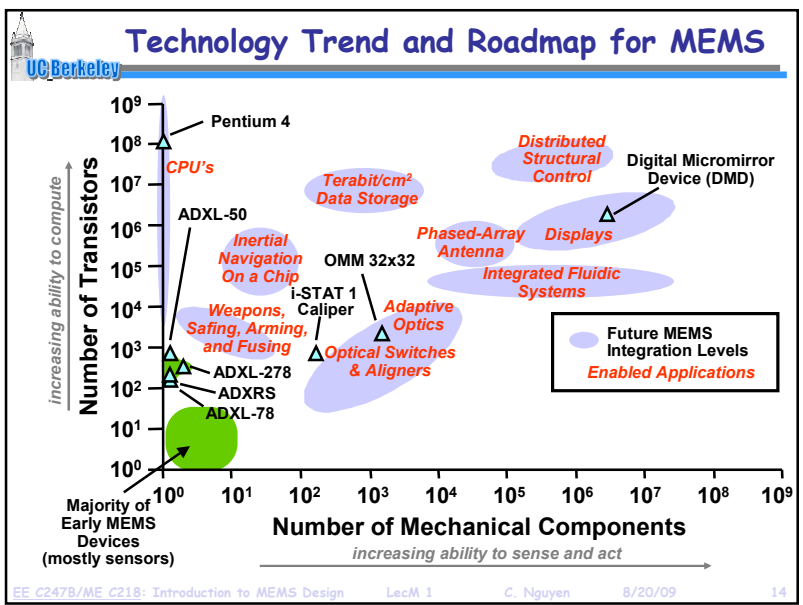 Technology Trend and Roadmap for MEMS
UC Berkeley
increasing ability to compute
Number of Transistors
10⁹
10⁸
10⁷
10⁶
10⁵
10⁴
10³
10²
10¹
10⁰
Pentium 4
CPU's
ADXL-50
Inertial
Navigation
On a Chip
Weapons,
Safing, Arming,
and Fusing
ADXL-278
ADXRS
ADXL-78
Terabit/cm²
Data Storage
OMM 32x32
i-STAT 1
Caliper
Adaptive
Optics
Optical Switches
& Aligners
Distributed
Structural
Control
Digital Micromirror
Device (DMD)
Phased-Array
Antenna
Displays
Integrated Fluidic
Systems
Future MEMS
Integration Levels
Enabled Applications
10⁰ 10¹ 10² 10³ 10⁴ 10⁵ 10⁶ 10⁷ 10⁸ 10⁹
Majority of
Early MEMS
Devices
(mostly sensors)
Number of Mechanical Components
increasing ability to sense and act
EE C247B/ME C218: Introduction to MEMS Design LecM 1 C. Nguyen 8/20/09 14